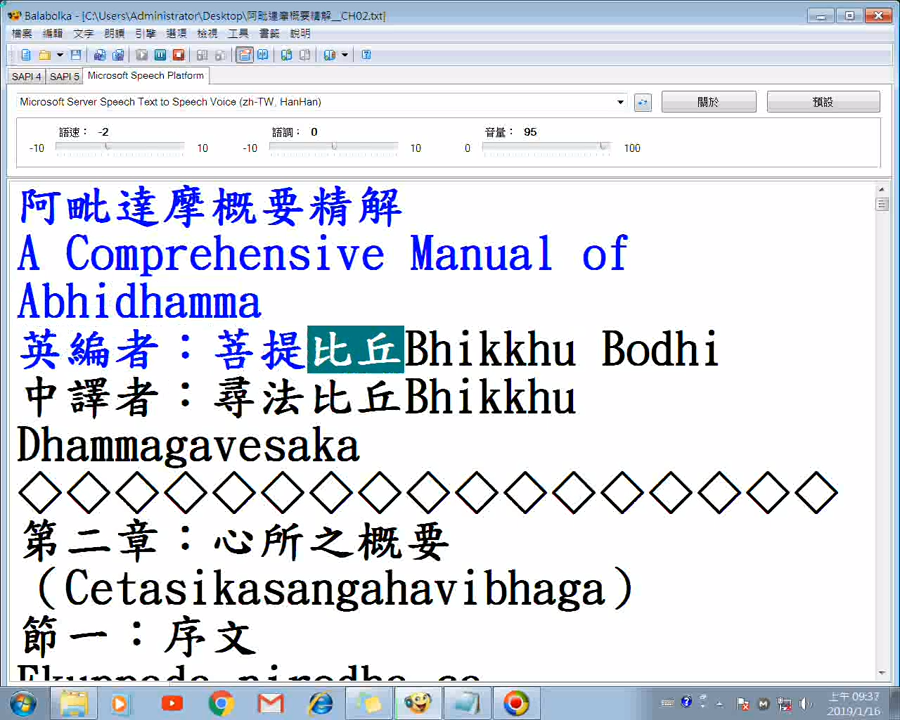 Balabolka - [C:\Users\Administrator\Desktop\阿毗達摩概要精解__CH02.txt]
檔案 編輯 文字 朗讀 引擎 選項 檢視 工具 書籤 說明
SAPI 4 SAPI 5 Microsoft Speech Platform
Microsoft Server Speech Text to Speech Voice (zh-TW, HanHan) 關於 預設
語速： -2 語調： 0 音量： 95
-10 10 -10 10 0 100
阿毗達摩概要精解
A Comprehensive Manual of
Abhidhamma
英編者：菩提比丘Bhikkhu Bodhi
中譯者：尋法比丘Bhikkhu
Dhammagavesaka
◇◇◇◇◇◇◇◇◇◇◇◇◇◇◇◇◇
第二章：心所之概要
（Cetasikasangahavibhaga）
節一：序文
Ekuppada-nirodha ca
上午 09:37
2019/1/16